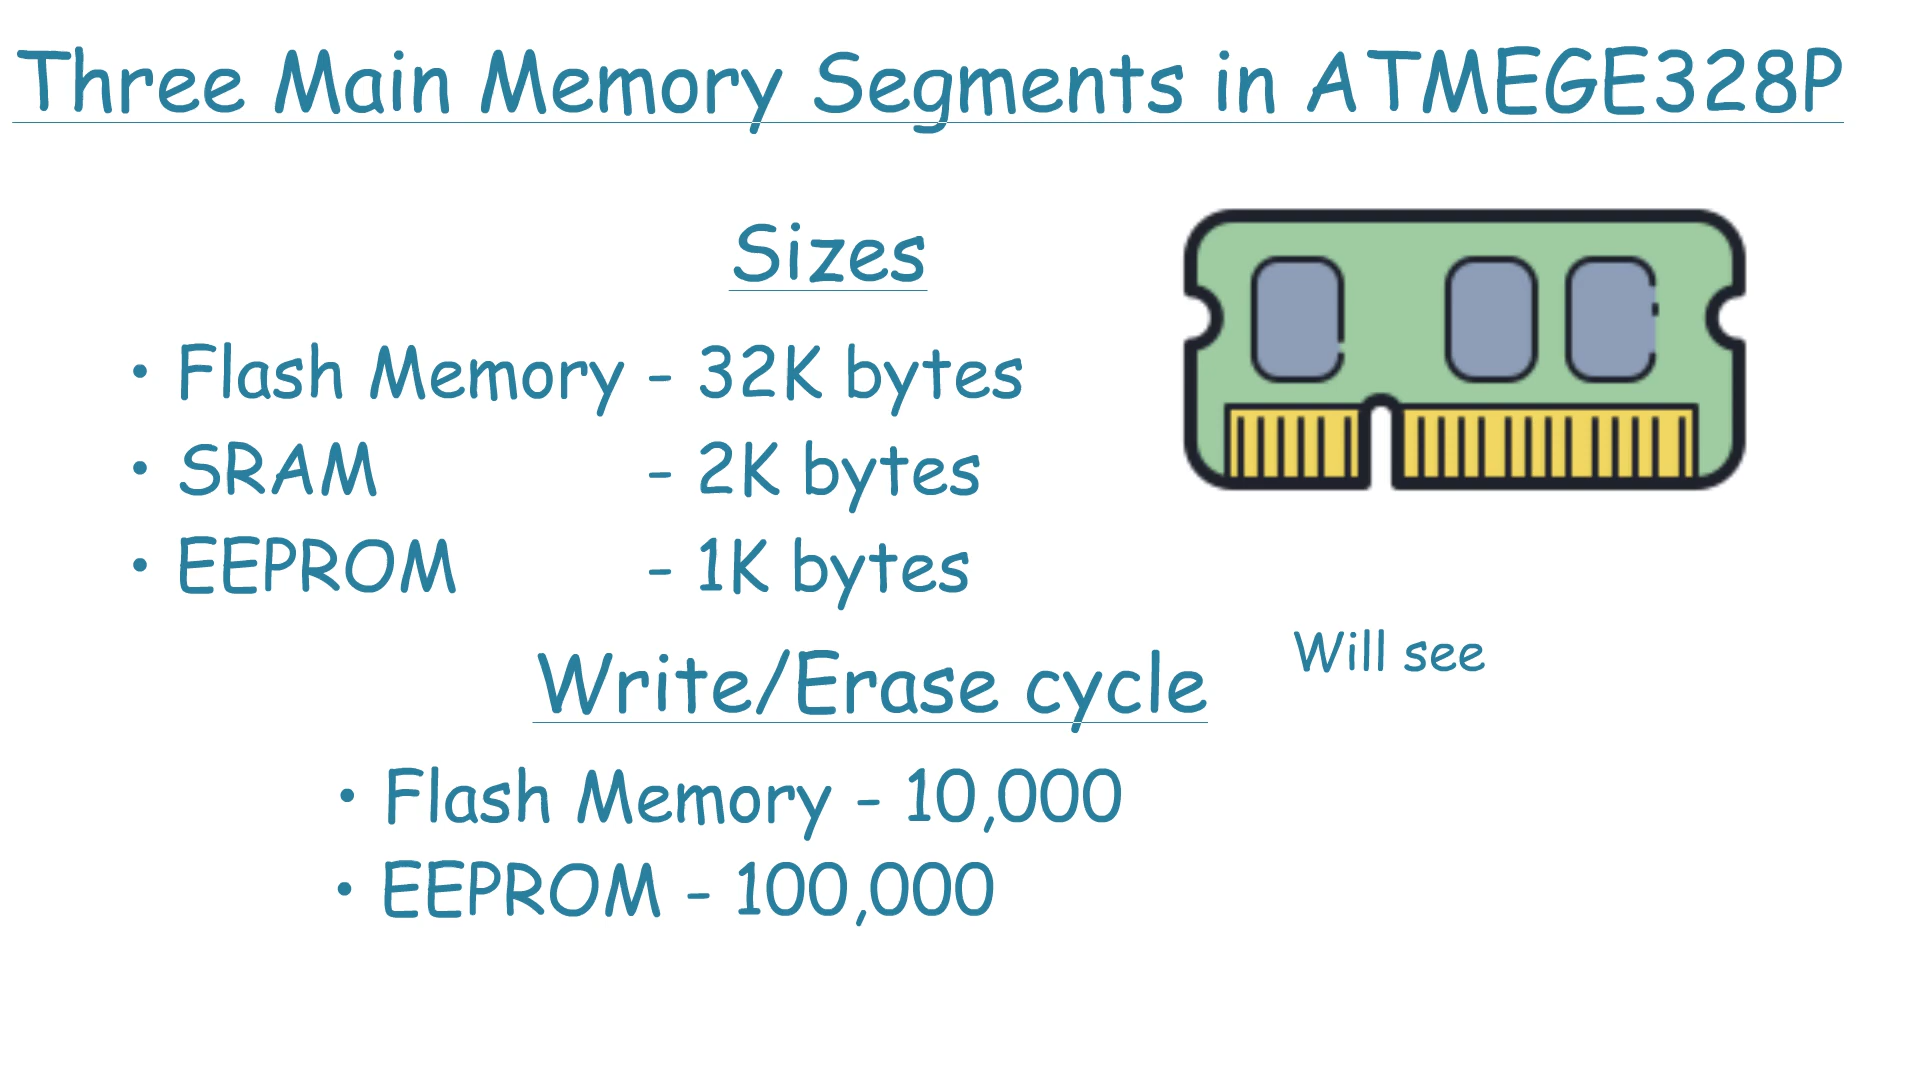 Three Main Memory Segments in ATMEGE328P
Sizes
• Flash Memory - 32K bytes
• SRAM - 2K bytes
• EEPROM - 1K bytes
Will see
Write/Erase cycle
• Flash Memory - 10,000
• EEPROM - 100,000